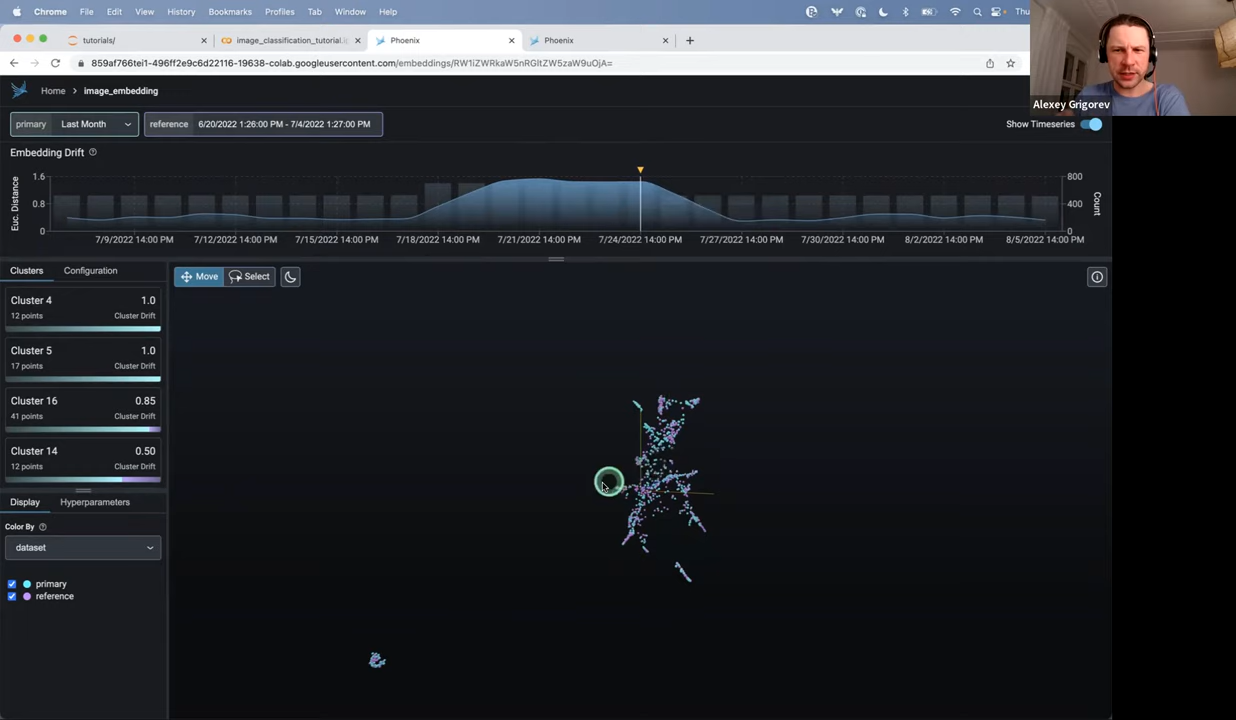 Chrome File Edit View History Bookmarks Profiles Tab Window Help Thu
tutorials/ image_classification_tutorial.i Phoenix Phoenix
859af766tei1-496ff2e9c6d22116-19638-colab.googleusercontent.com/embeddings/RW1iZWRkaW5nRGltZW5zaW9uOjA=
Alexey Grigorev
Home > image_embedding
primary Last Month reference 6/20/2022 1:26:00 PM - 7/4/2022 1:27:00 PM Show Timeseries
Embedding Drift
Euc. Distance
1.6
0.8
0
800
400
0
Count
7/9/2022 14:00 PM 7/12/2022 14:00 PM 7/15/2022 14:00 PM 7/18/2022 14:00 PM 7/21/2022 14:00 PM 7/24/2022 14:00 PM 7/27/2022 14:00 PM 7/30/2022 14:00 PM 8/2/2022 14:00 PM 8/5/2022 14:00 PM
Clusters Configuration
Move Select
Cluster 4 1.0
12 points Cluster Drift
Cluster 5 1.0
17 points Cluster Drift
Cluster 16 0.85
41 points Cluster Drift
Cluster 14 0.50
12 points Cluster Drift
Display Hyperparameters
Color By
dataset
primary
reference